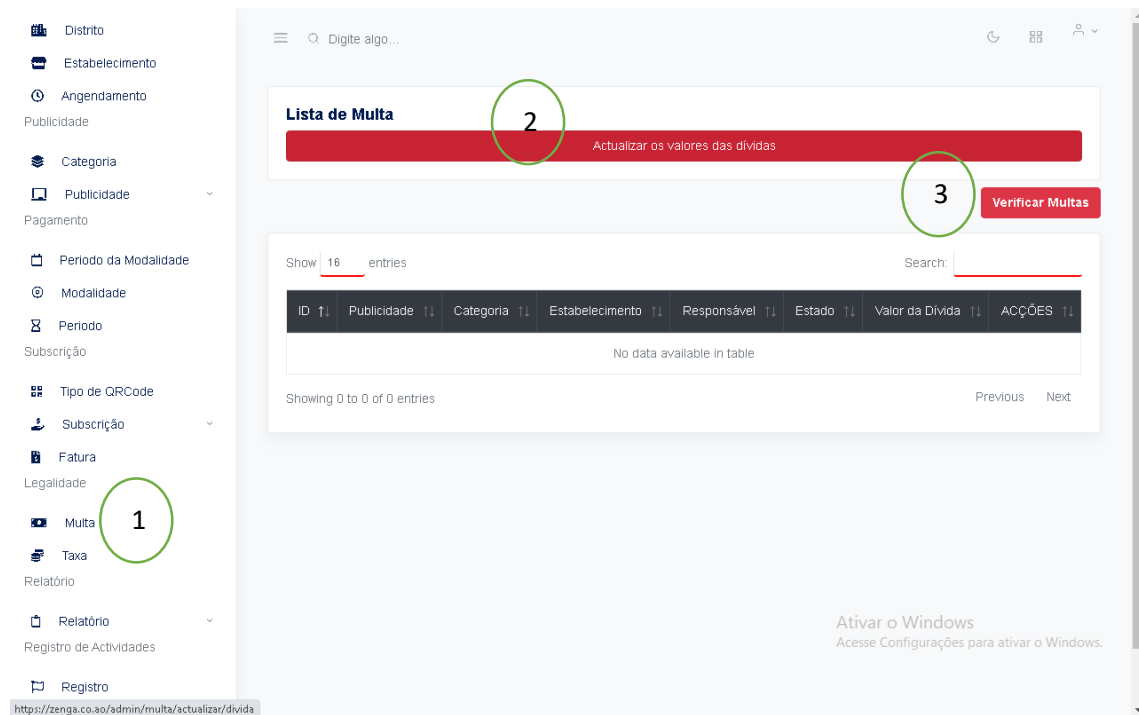 Distrito
Estabelecimento
Angendamento
Publicidade
Categoria
Publicidade
Pagamento
Periodo da Modalidade
Modalidade
Periodo
Subscrição
Tipo de QRCode
Subscrição
Fatura
Legalidade
Multa
1
Taxa
Relatório
Relatório
Registro de Actividades
Registro
https://zenga.co.ao/admin/multa/actualizar/divida
Digite algo...
Lista de Multa
2
Actualizar os valores das dívidas
3
Verificar Multas
Show 16 entries Search:
ID Publicidade Categoria Estabelecimento Responsável Estado Valor da Dívida ACÇÕES
No data available in table
Showing 0 to 0 of 0 entries Previous Next
Ativar o Windows
Acesse Configurações para ativar o Windows.